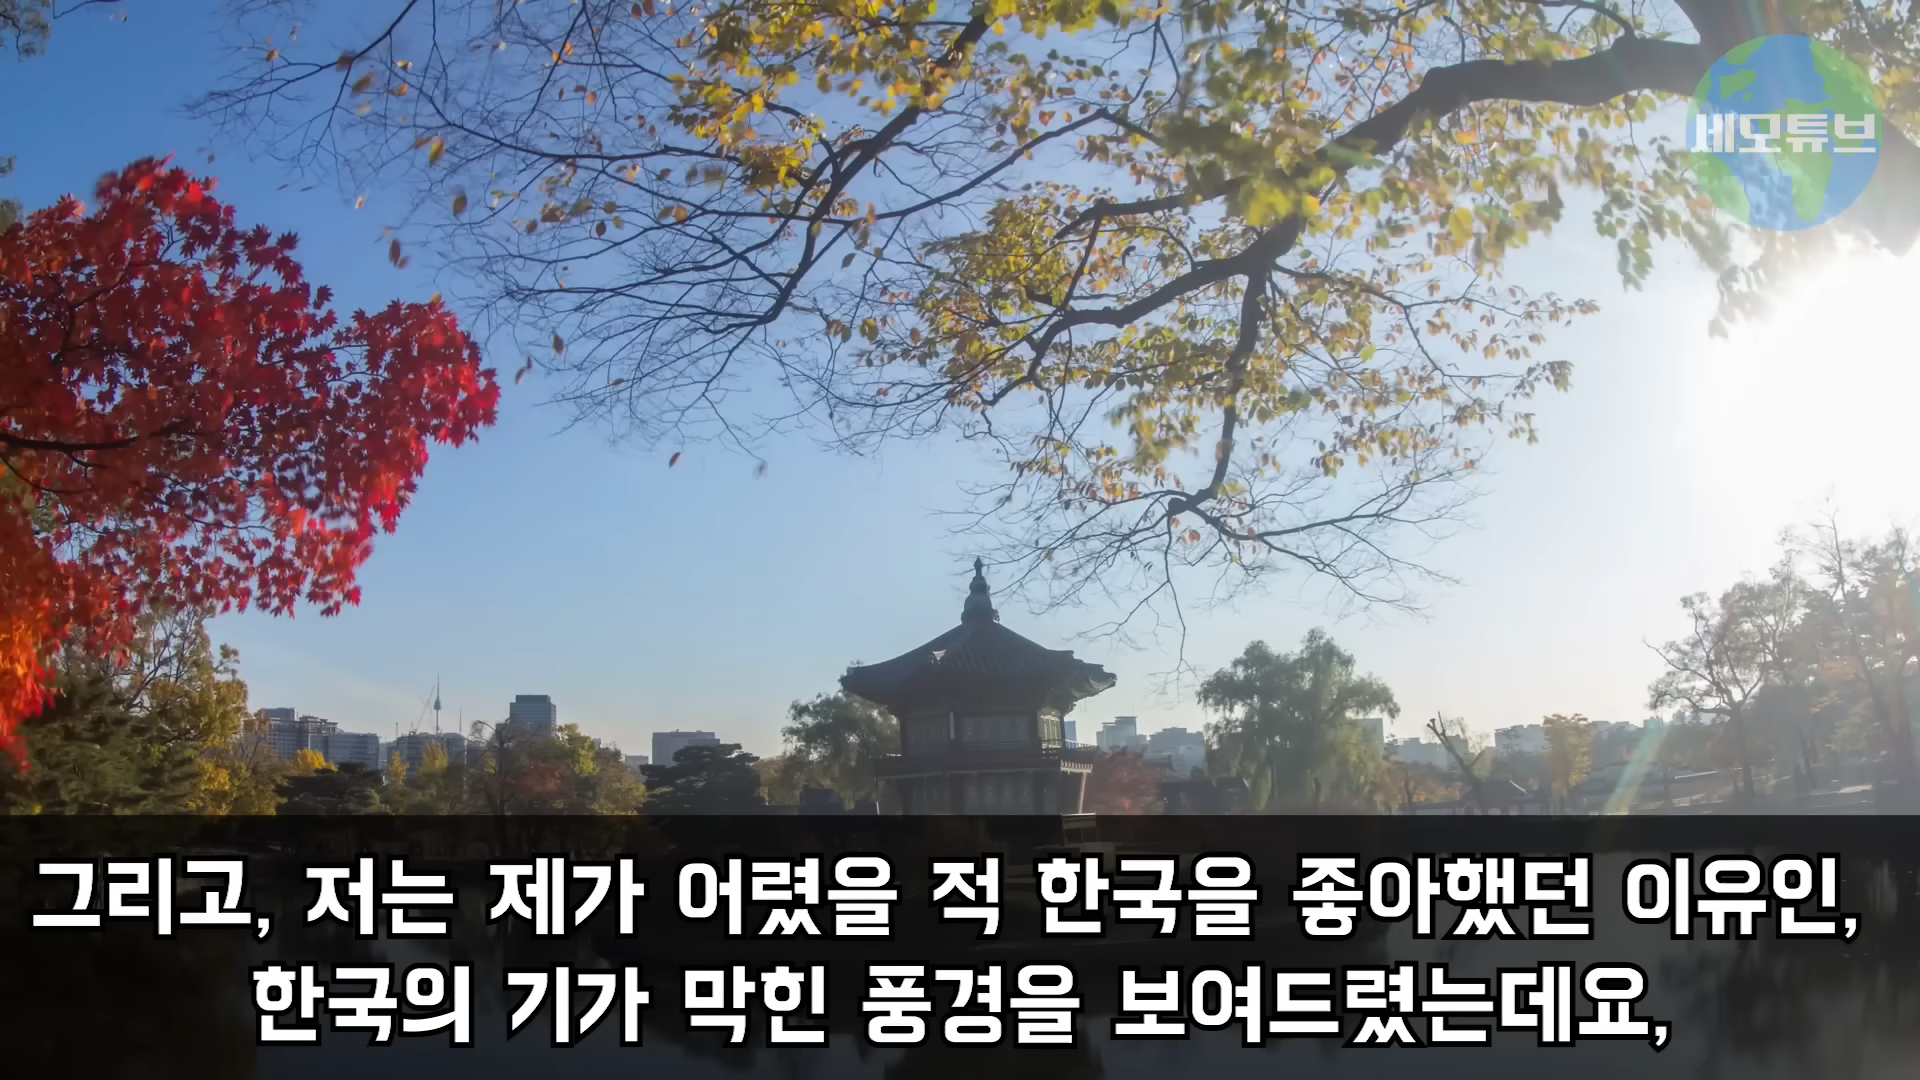 세모튜브
그리고, 저는 제가 어렸을 적 한국을 좋아했던 이유인,
한국의 기가 막힌 풍경을 보여드렸는데요,